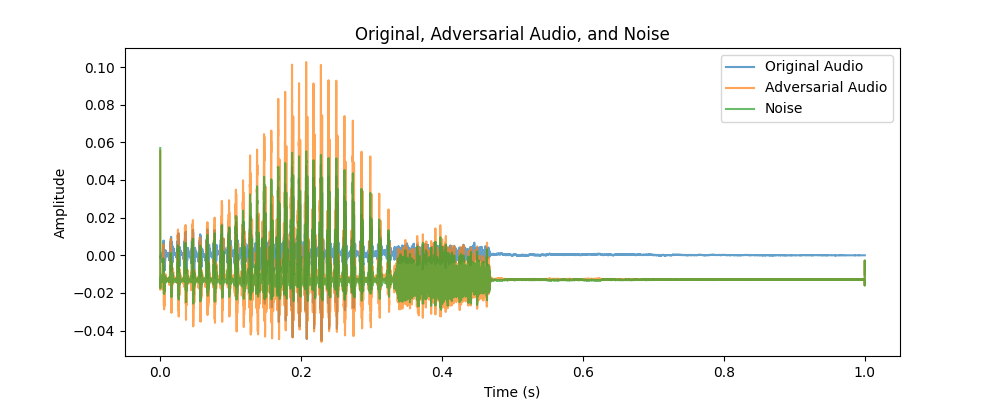 Original, Adversarial Audio, and Noise
Original Audio
Adversarial Audio
Noise
Amplitude
0.10
0.08
0.06
0.04
0.02
0.00
−0.02
−0.04
0.0 0.2 0.4 0.6 0.8 1.0
Time (s)